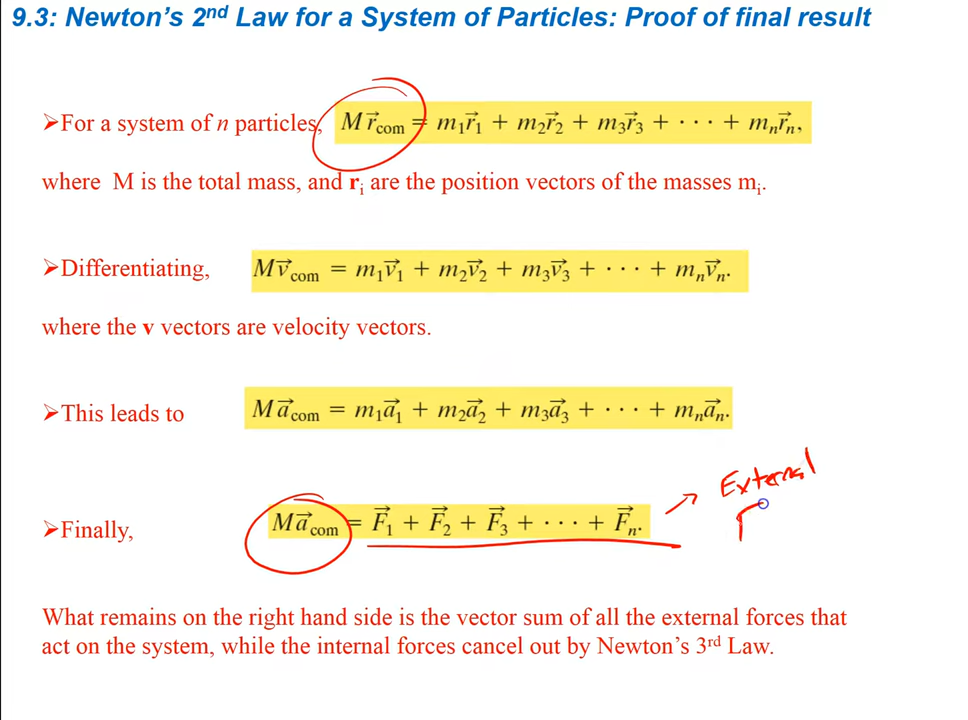 9.3: Newton's 2nd Law for a System of Particles: Proof of final result
➢For a system of n particles, M r⃗com = m1r⃗1 + m2r⃗2 + m3r⃗3 + · · · + mnr⃗n,
where M is the total mass, and ri are the position vectors of the masses mi.
➢Differentiating, Mv⃗com = m1v⃗1 + m2v⃗2 + m3v⃗3 + · · · + mnv⃗n.
where the v vectors are velocity vectors.
➢This leads to Ma⃗com = m1a⃗1 + m2a⃗2 + m3a⃗3 + · · · + mna⃗n.
External
➢Finally, Ma⃗com = F⃗1 + F⃗2 + F⃗3 + · · · + F⃗n.
What remains on the right hand side is the vector sum of all the external forces that
act on the system, while the internal forces cancel out by Newton's 3rd Law.